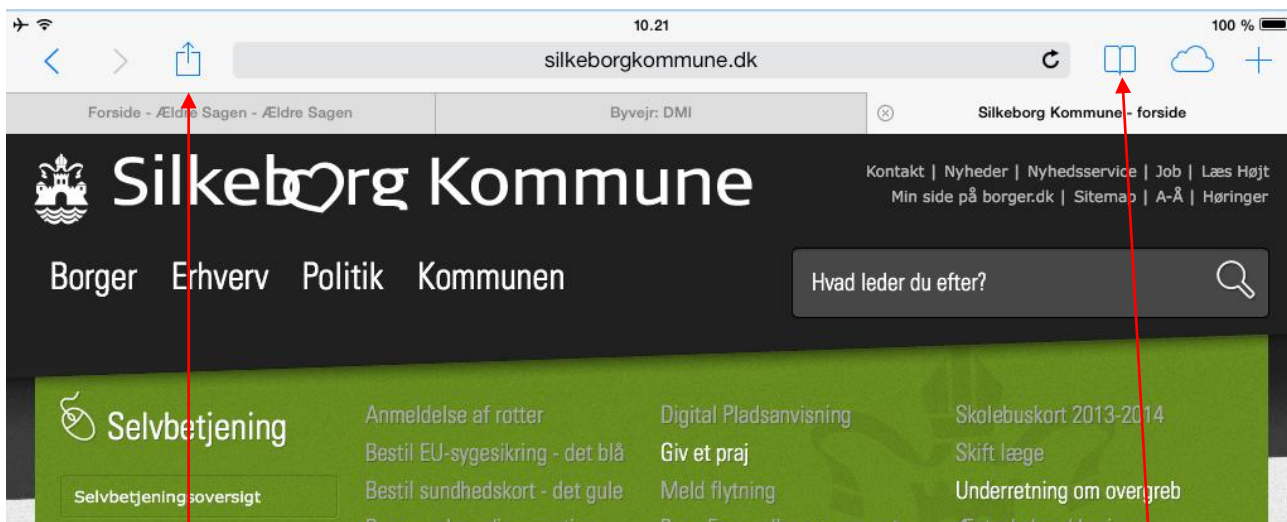 10.21
100 %
silkeborgkommune.dk
Forside - Ældre Sagen - Ældre Sagen
Byvejr: DMI
Silkeborg Kommune - forside
Silkeborg Kommune
Kontakt | Nyheder | Nyhedsservice | Job | Læs Højt
Min side på borger.dk | Sitemap | A-Å | Høringer
Borger Erhverv Politik Kommunen
Hvad leder du efter?
Selvbetjening
Selvbetjeningsoversigt
Anmeldelse af rotter
Bestil EU-sygesikring - det blå
Bestil sundhedskort - det gule
Digital Pladsanvisning
Giv et praj
Meld flytning
Skolebuskort 2013-2014
Skift læge
Underretning om overgreb